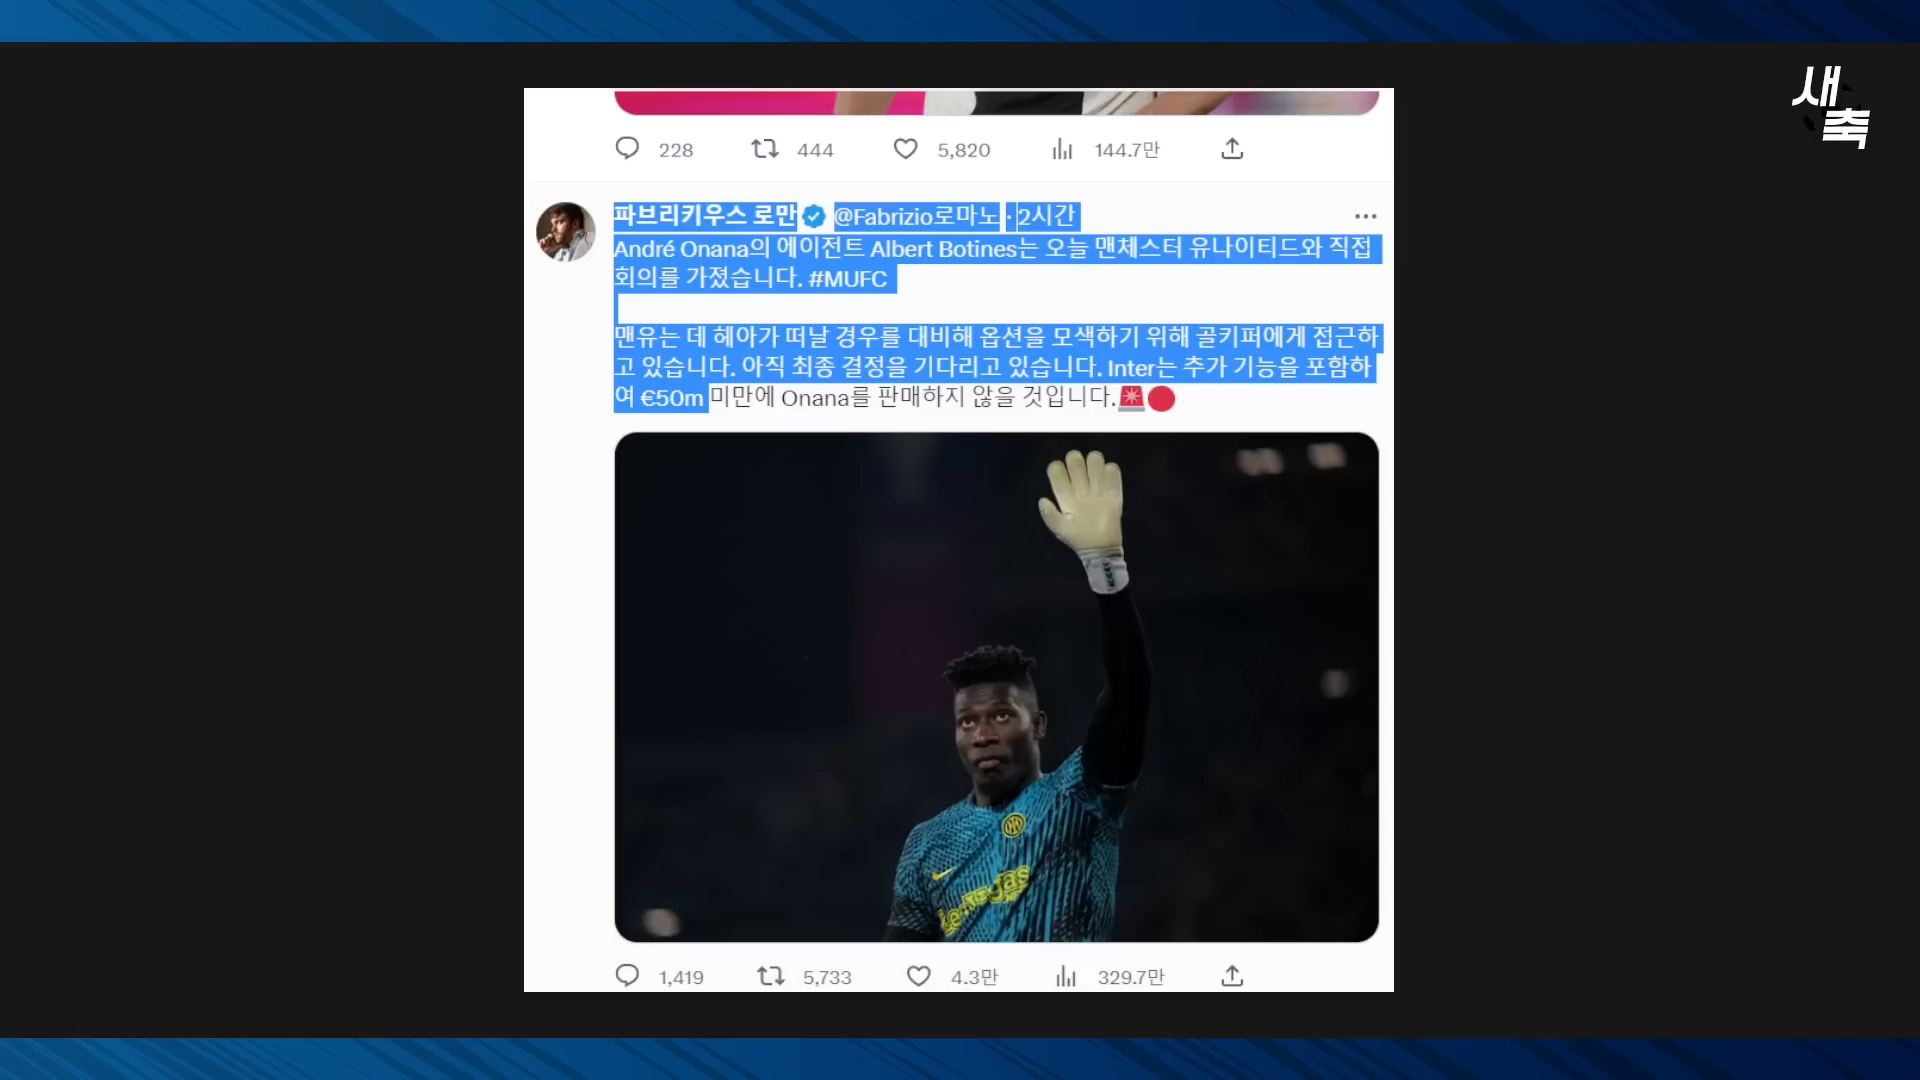 새
축
228 444 5,820 144.7만
파브리키우스 로만 @Fabrizio로마노 · 2시간
André Onana의 에이전트 Albert Botines는 오늘 맨체스터 유나이티드와 직접
회의를 가졌습니다. #MUFC
맨유는 데 헤아가 떠날 경우를 대비해 옵션을 모색하기 위해 골키퍼에게 접근하
고 있습니다. 아직 최종 결정을 기다리고 있습니다. Inter는 추가 기능을 포함하
여 €50m 미만에 Onana를 판매하지 않을 것입니다.
1,419 5,733 4.3만 329.7만